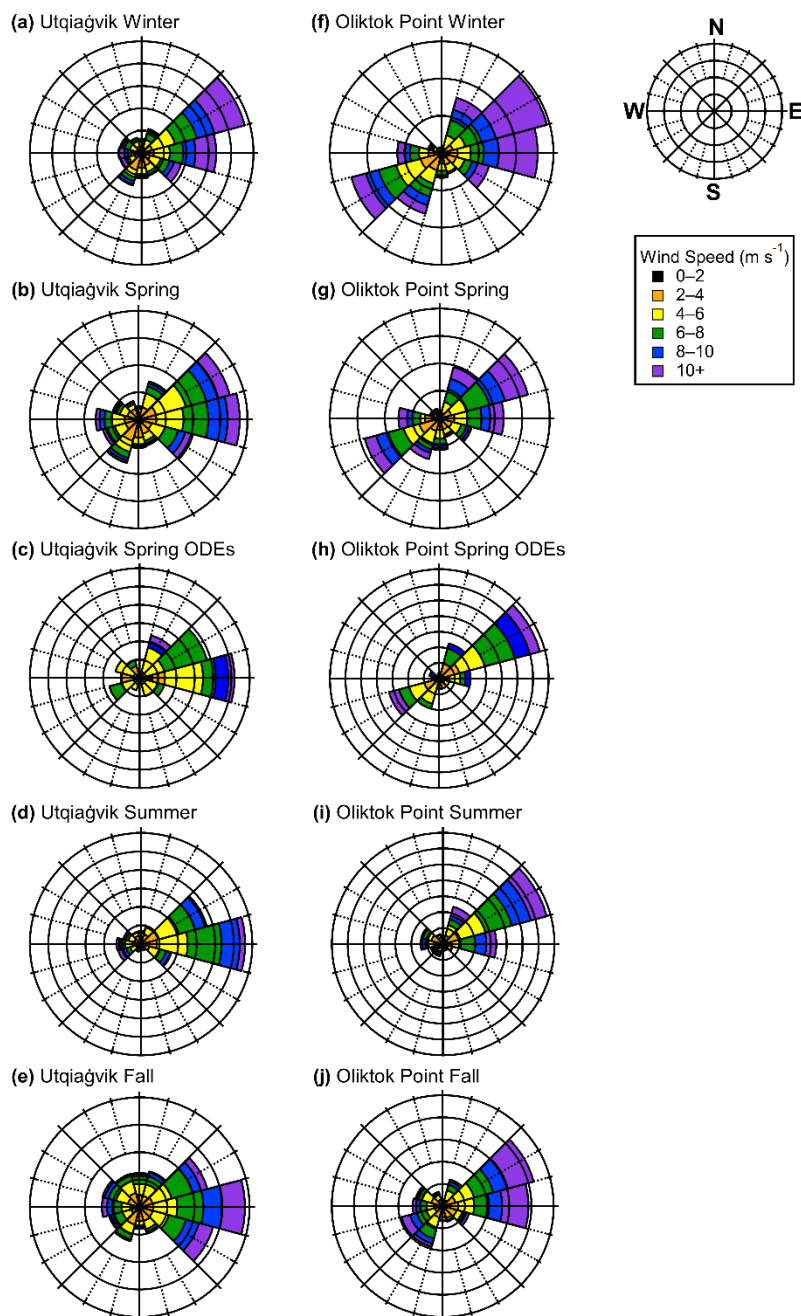 (a) Utqiaġvik Winter
(f) Oliktok Point Winter
N
W
E
S
Wind Speed (m s⁻¹)
0–2
2–4
4–6
6–8
8–10
10+
(b) Utqiaġvik Spring
(g) Oliktok Point Spring
(c) Utqiaġvik Spring ODEs
(h) Oliktok Point Spring ODEs
(d) Utqiaġvik Summer
(i) Oliktok Point Summer
(e) Utqiaġvik Fall
(j) Oliktok Point Fall